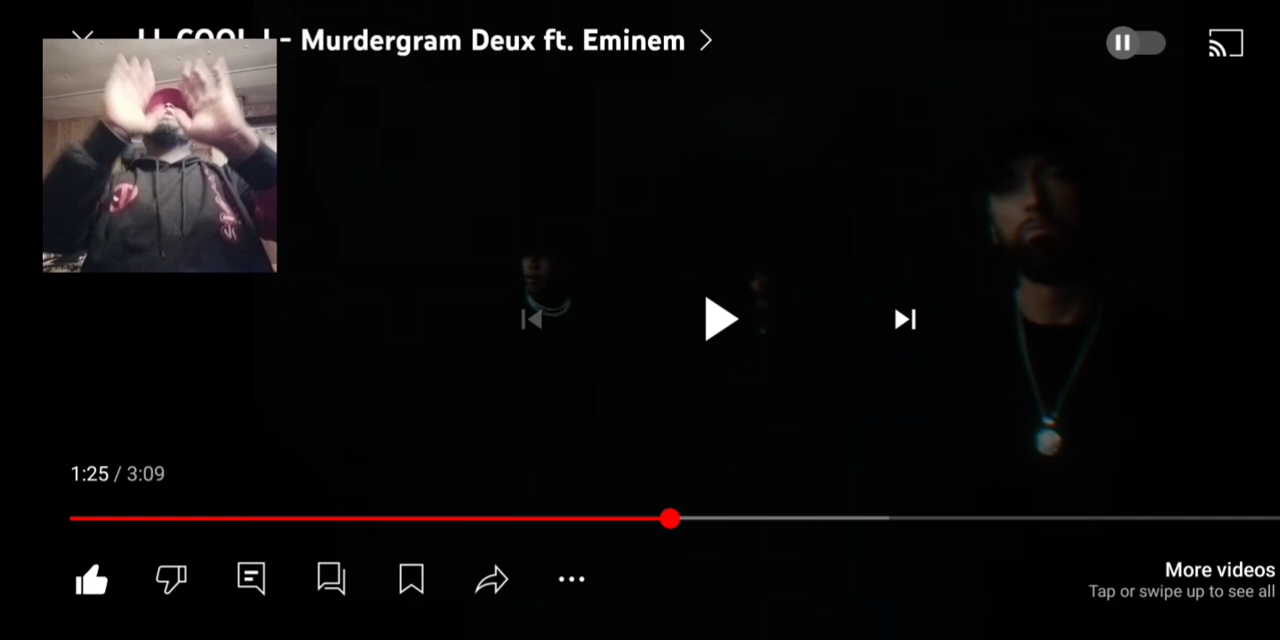 - Murdergram Deux ft. Eminem
1:25 / 3:09
More videos
Tap or swipe up to see all